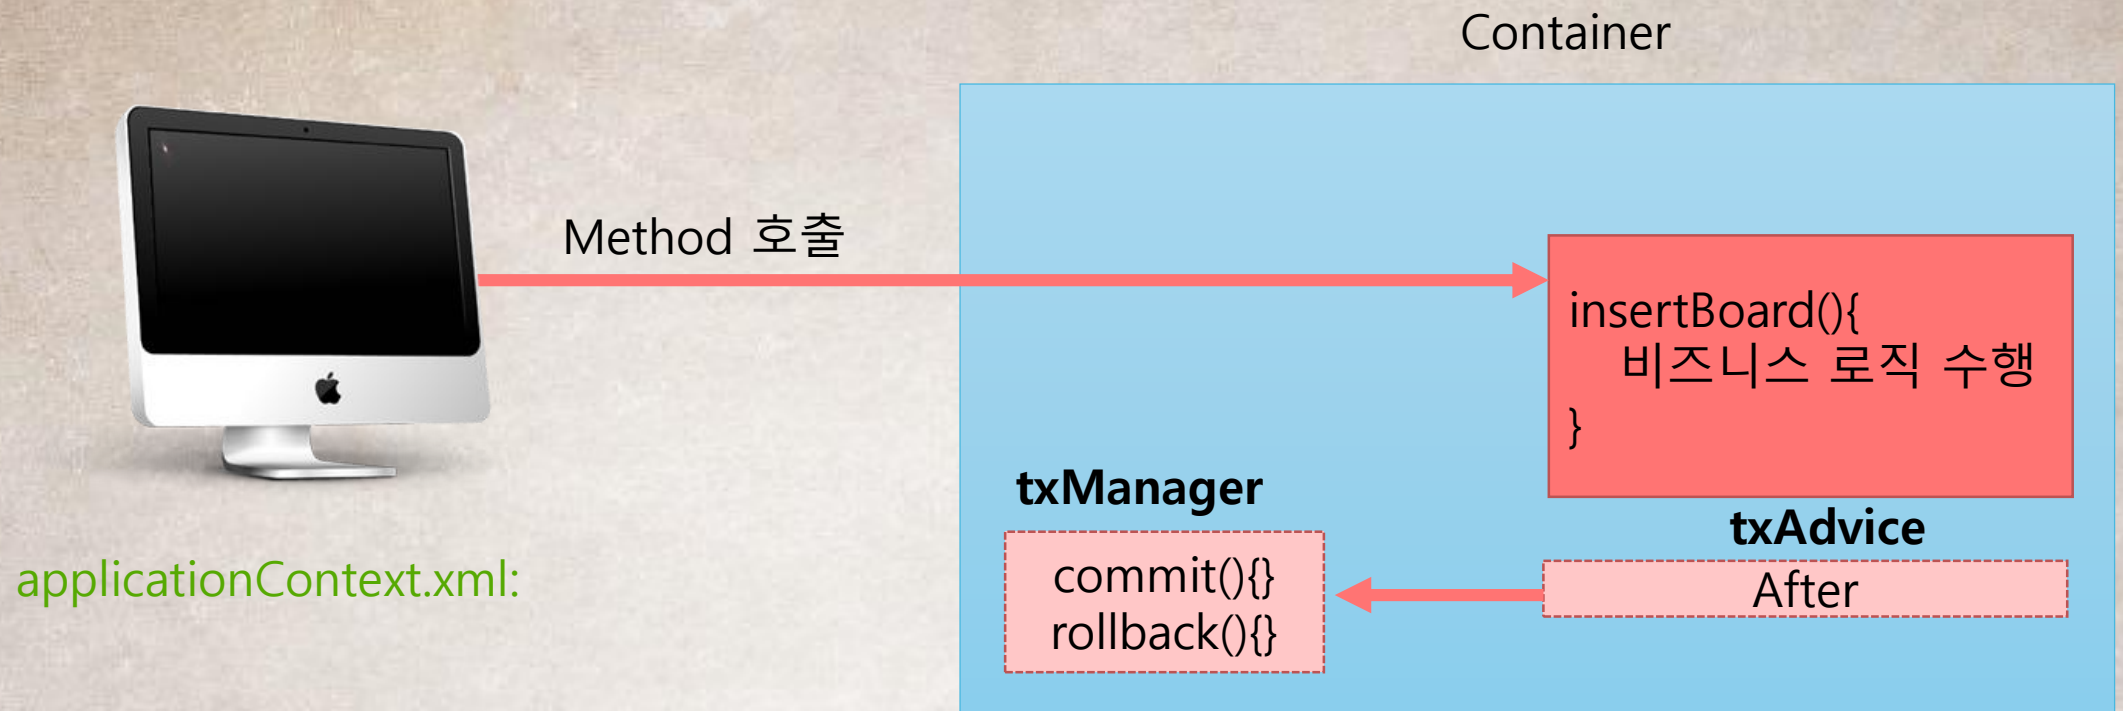 Container
Method 호출
insertBoard(){
비즈니스 로직 수행
}
txManager
commit(){}
rollback(){}
txAdvice
After
applicationContext.xml: